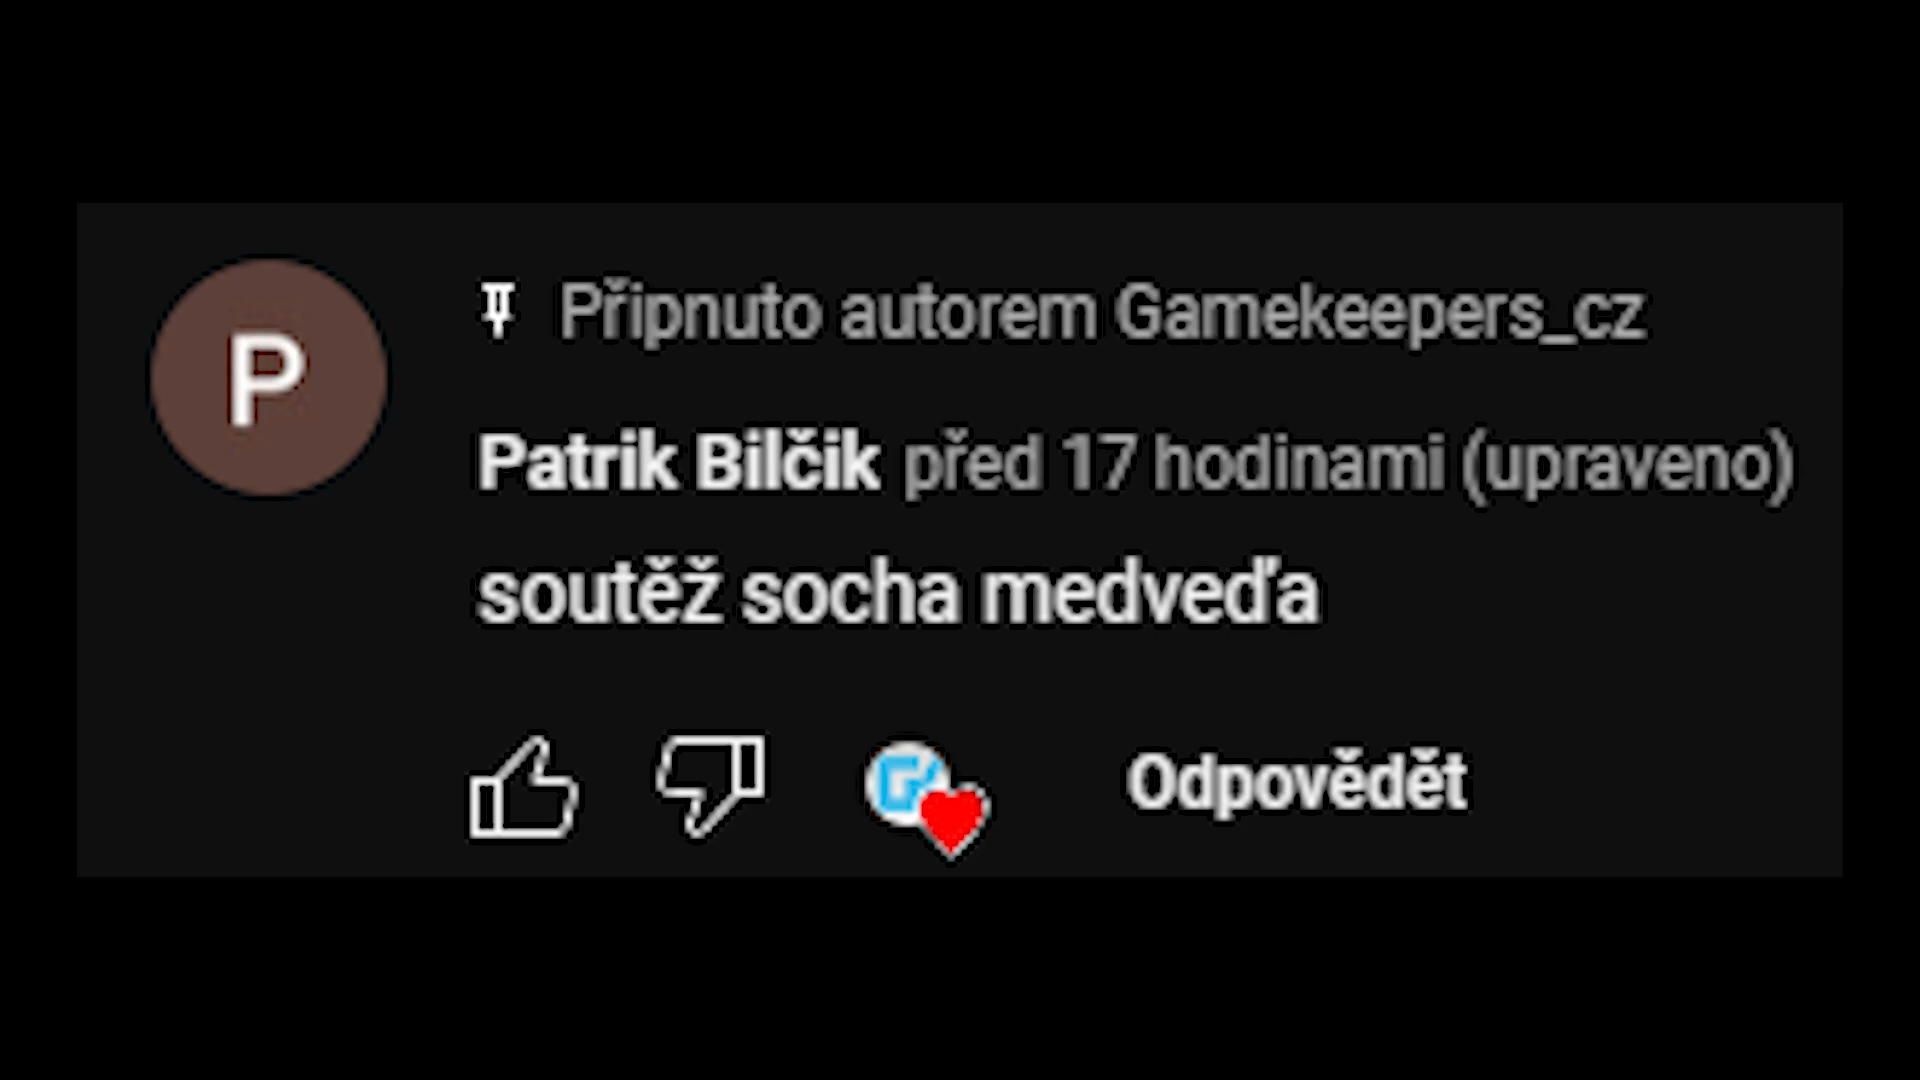 P
Připnuto autorem Gamekeepers_cz
Patrik Bilčik před 17 hodinami (upraveno)
soutěž socha medveďa
Odpovědět